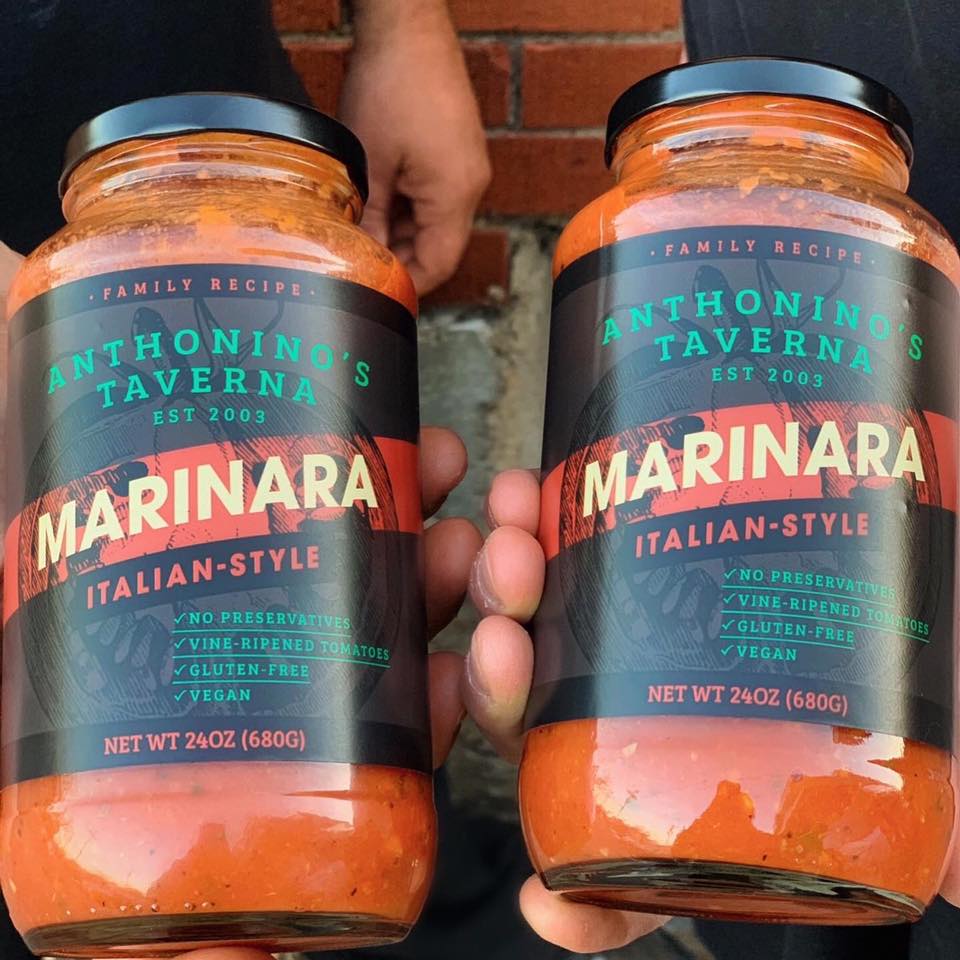 · FAMILY RECIPE ·
ANTHONINO'S
TAVERNA
EST 2003
MARINARA
ITALIAN-STYLE
✓NO PRESERVATIVES
✓VINE-RIPENED TOMATOES
✓GLUTEN-FREE
✓VEGAN
NET WT 24OZ (680G)
· FAMILY RECIPE ·
ANTHONINO'S
TAVERNA
EST 2003
MARINARA
ITALIAN-STYLE
✓NO PRESERVATIVES
✓VINE-RIPENED TOMATOES
✓GLUTEN-FREE
✓VEGAN
NET WT 24OZ (680G)